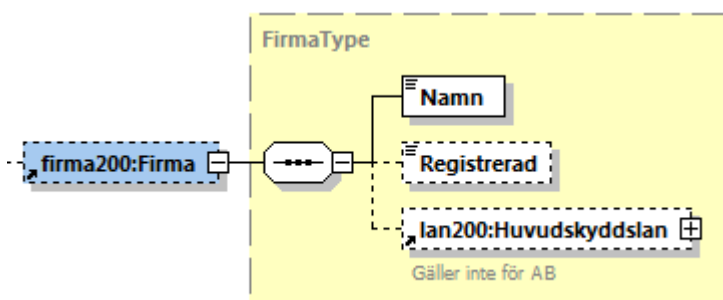 FirmaType
Namn
firma200:Firma
Registrerad
lan200:Huvudskyddslan
Gäller inte för AB